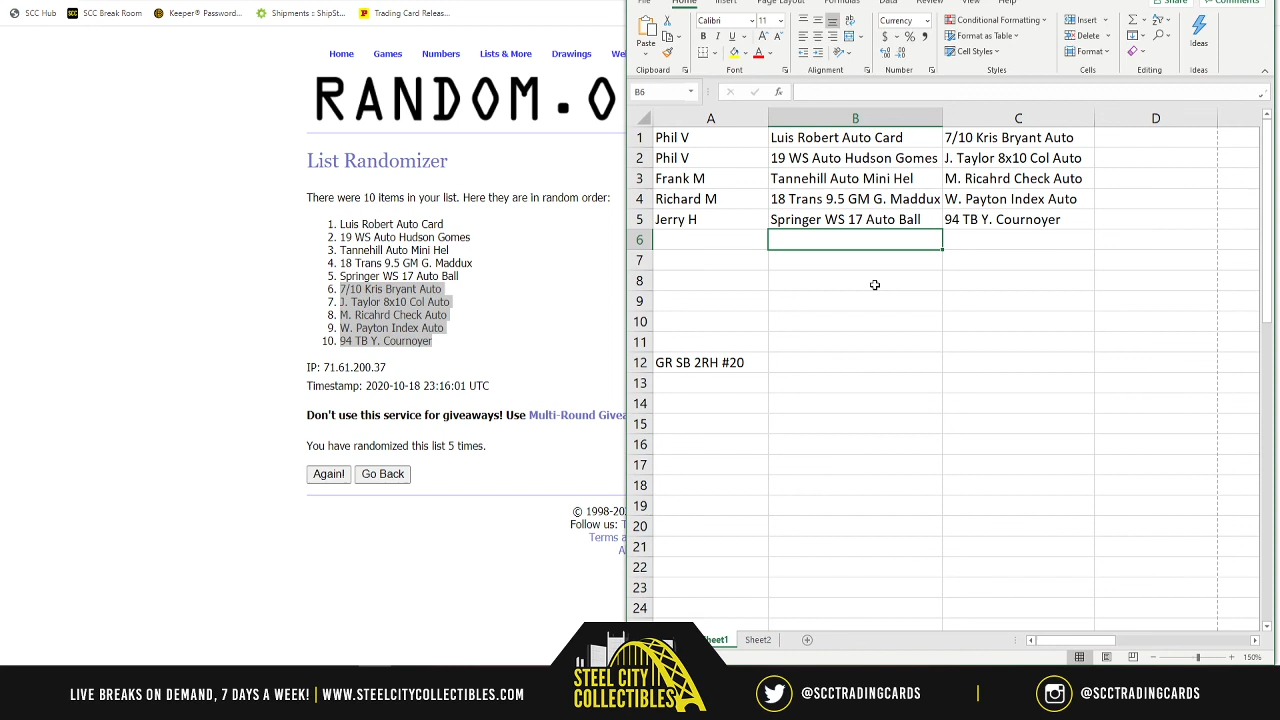 SCC Hub
SCC Break Room
Keeper® Password...
Shipments :: ShipSt...
Trading Card Releas...
Home
Games
Numbers
Lists & More
Drawings
RANDOM.O
List Randomizer
There were 10 items in your list. Here they are in random order:
1. Luis Robert Auto Card
2. 19 WS Auto Hudson Gomes
3. Tannehill Auto Mini Hel
4. 18 Trans 9.5 GM G. Maddux
5. Springer WS 17 Auto Ball
6. 7/10 Kris Bryant Auto
7. J. Taylor 8x10 Col Auto
8. M. Ricahrd Check Auto
9. W. Payton Index Auto
10. 94 TB Y. Cournoyer
IP: 71.61.200.37
Timestamp: 2020-10-18 23:16:01 UTC
Don't use this service for giveaways! Use Multi-Round Givea
You have randomized this list 5 times.
Again!
Go Back
© 1998-20
Follow us: T
Terms a
A
Calibri
11
Currency
Conditional Formatting
Format as Table
Cell Styles
Insert
Delete
Format
Paste
Ideas
Clipboard
Font
Alignment
Number
Styles
Cells
Editing
Ideas
B6
fx
A B C D
1 Phil V Luis Robert Auto Card 7/10 Kris Bryant Auto
2 Phil V 19 WS Auto Hudson Gomes J. Taylor 8x10 Col Auto
3 Frank M Tannehill Auto Mini Hel M. Ricahrd Check Auto
4 Richard M 18 Trans 9.5 GM G. Maddux W. Payton Index Auto
5 Jerry H Springer WS 17 Auto Ball 94 TB Y. Cournoyer
6
7
8
9
10
11
12 GR SB 2RH #20
13
14
15
16
17
18
19
20
21
22
23
24
Sheet2
150%
LIVE BREAKS ON DEMAND, 7 DAYS A WEEK! | WWW.STEELCITYCOLLECTIBLES.COM
STEEL CITY
COLLECTIBLES
@SCCTRADINGCARDS
@SCCTRADINGCARDS